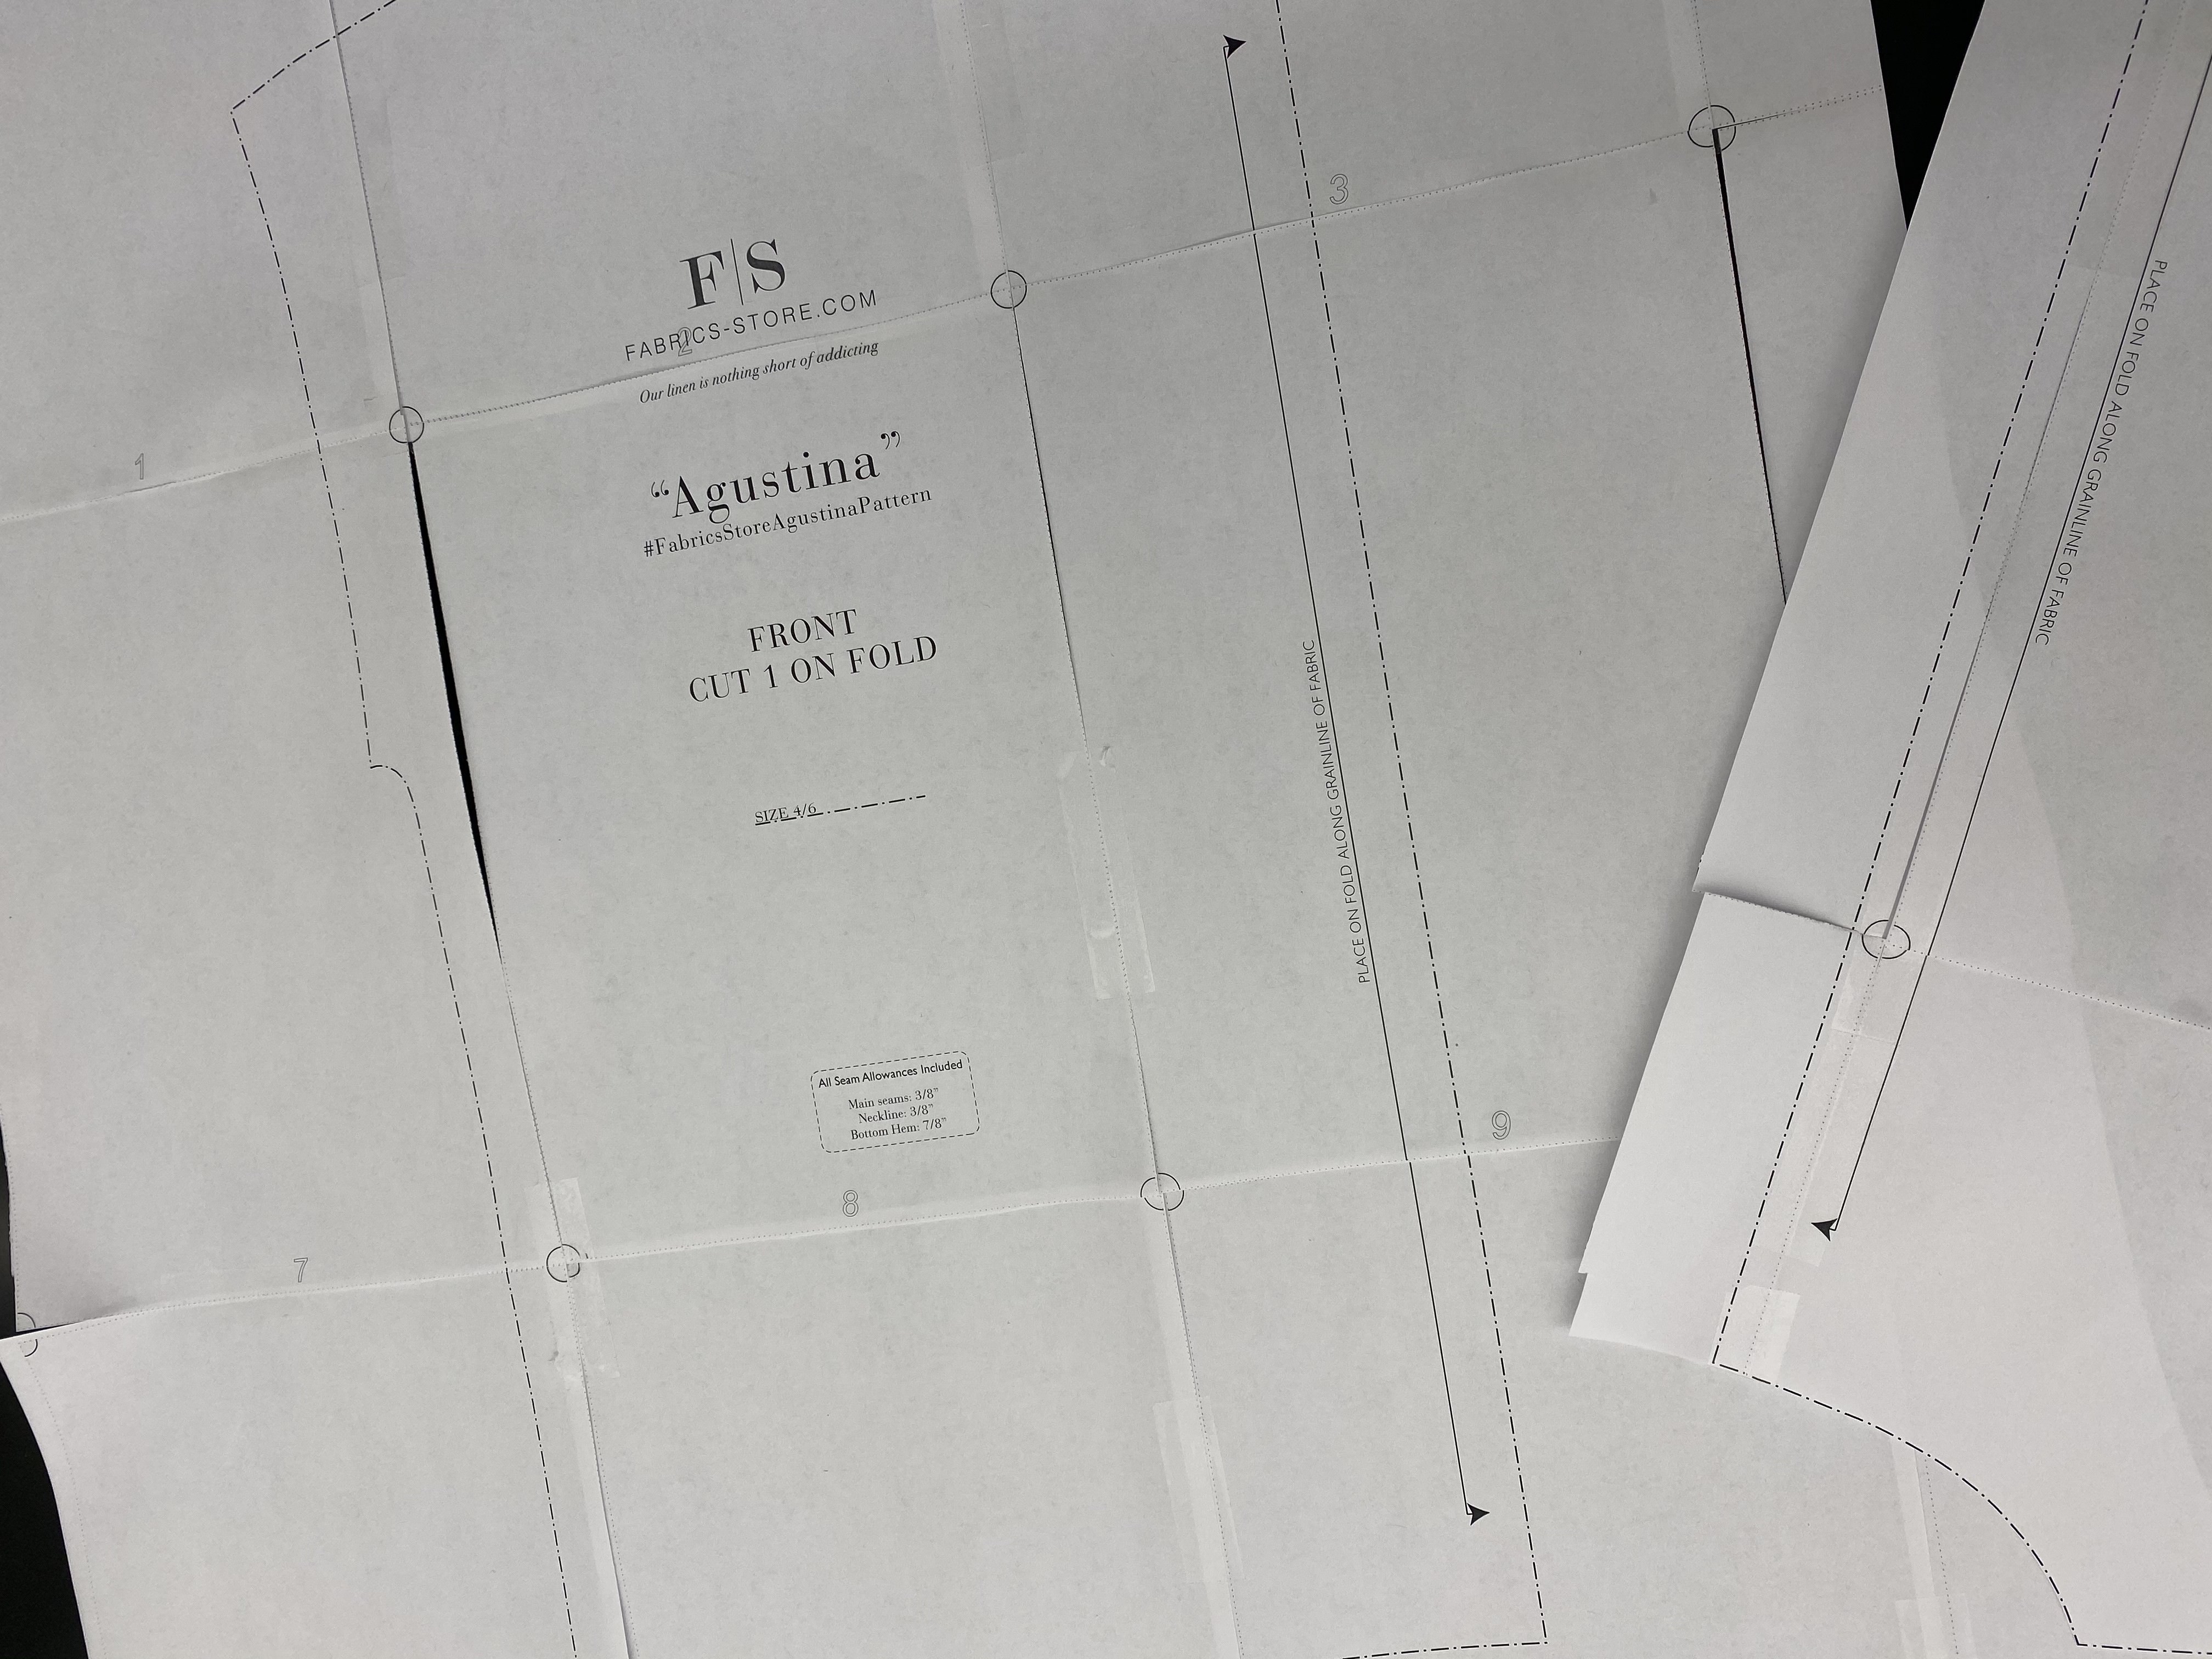 F|S
FABRICS-STORE.COM
Our linen is nothing short of addicting
2
“Agustina”
#FabricsStoreAgustinaPattern
FRONT
CUT 1 ON FOLD
SIZE 4/6
All Seam Allowances Included
Main seams: 3/8"
Neckline: 3/8"
Bottom Hem: 7/8"
1
7
8
3
9
PLACE ON FOLD ALONG GRAINLINE OF FABRIC
PLACE ON FOLD ALONG GRAINLINE OF FABRIC